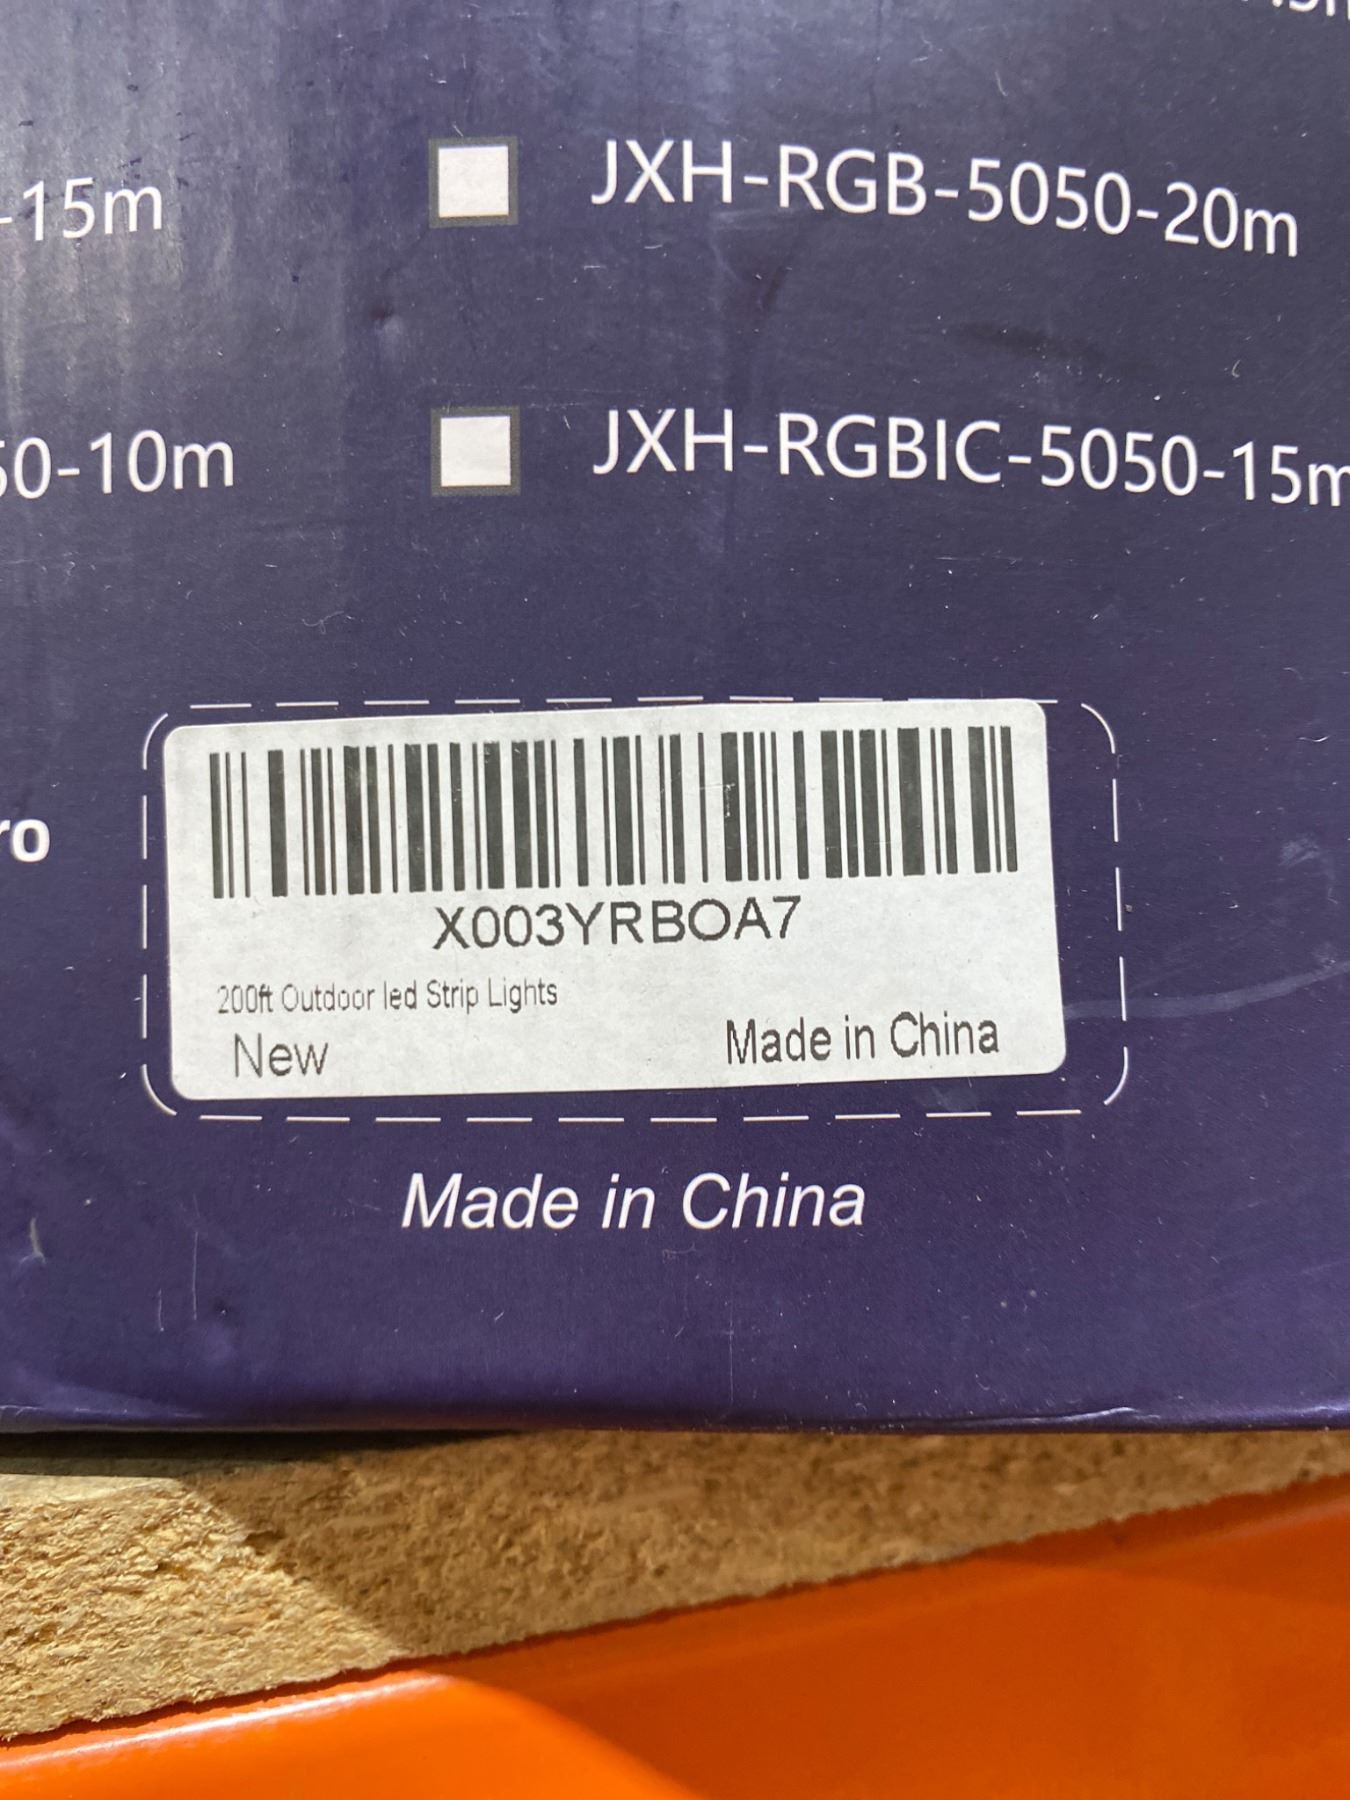 -15m
JXH-RGB-5050-20m
50-10m
JXH-RGBIC-5050-15m
ro
X003YRBOA7
200ft Outdoor led Strip Lights
New
Made in China
Made in China